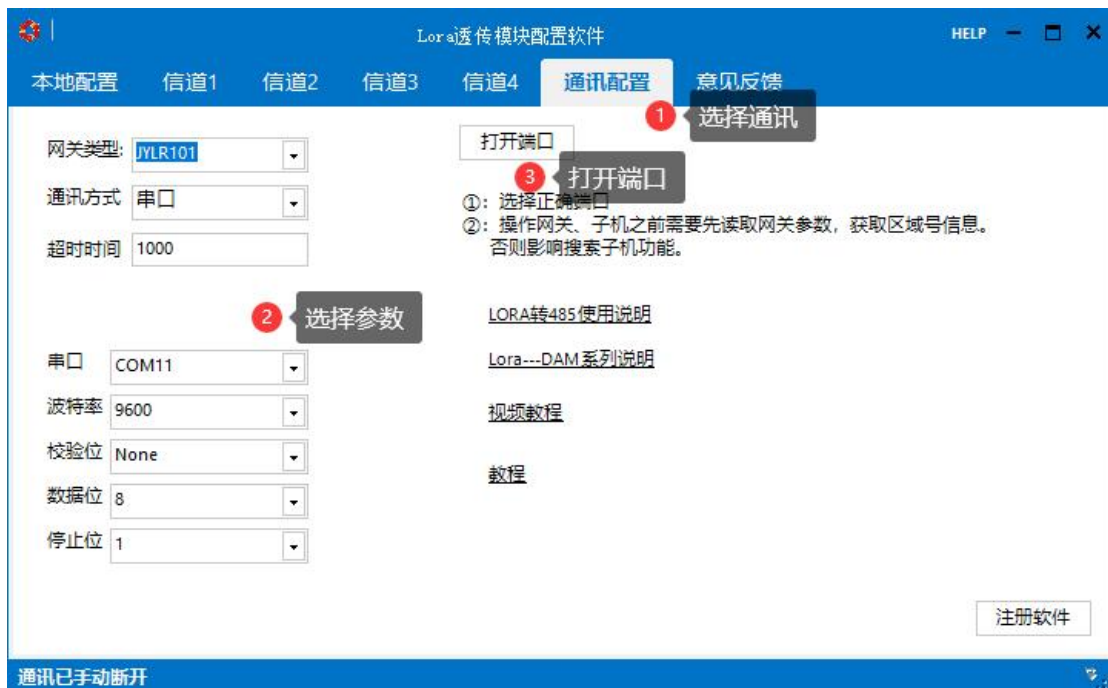 Lora透传模块配置软件
HELP
本地配置 信道1 信道2 信道3 信道4 通讯配置 意见反馈
1 选择通讯
网关类型: JYLR101
打开端口
3 打开端口
通讯方式 串口
①：选择正确端口
②：操作网关、子机之前需要先读取网关参数，获取区域号信息。
否则影响搜索子机功能。
超时时间 1000
2 选择参数
LORA转485使用说明
串口 COM11
Lora---DAM系列说明
波特率 9600
视频教程
校验位 None
教程
数据位 8
停止位 1
注册软件
通讯已手动断开